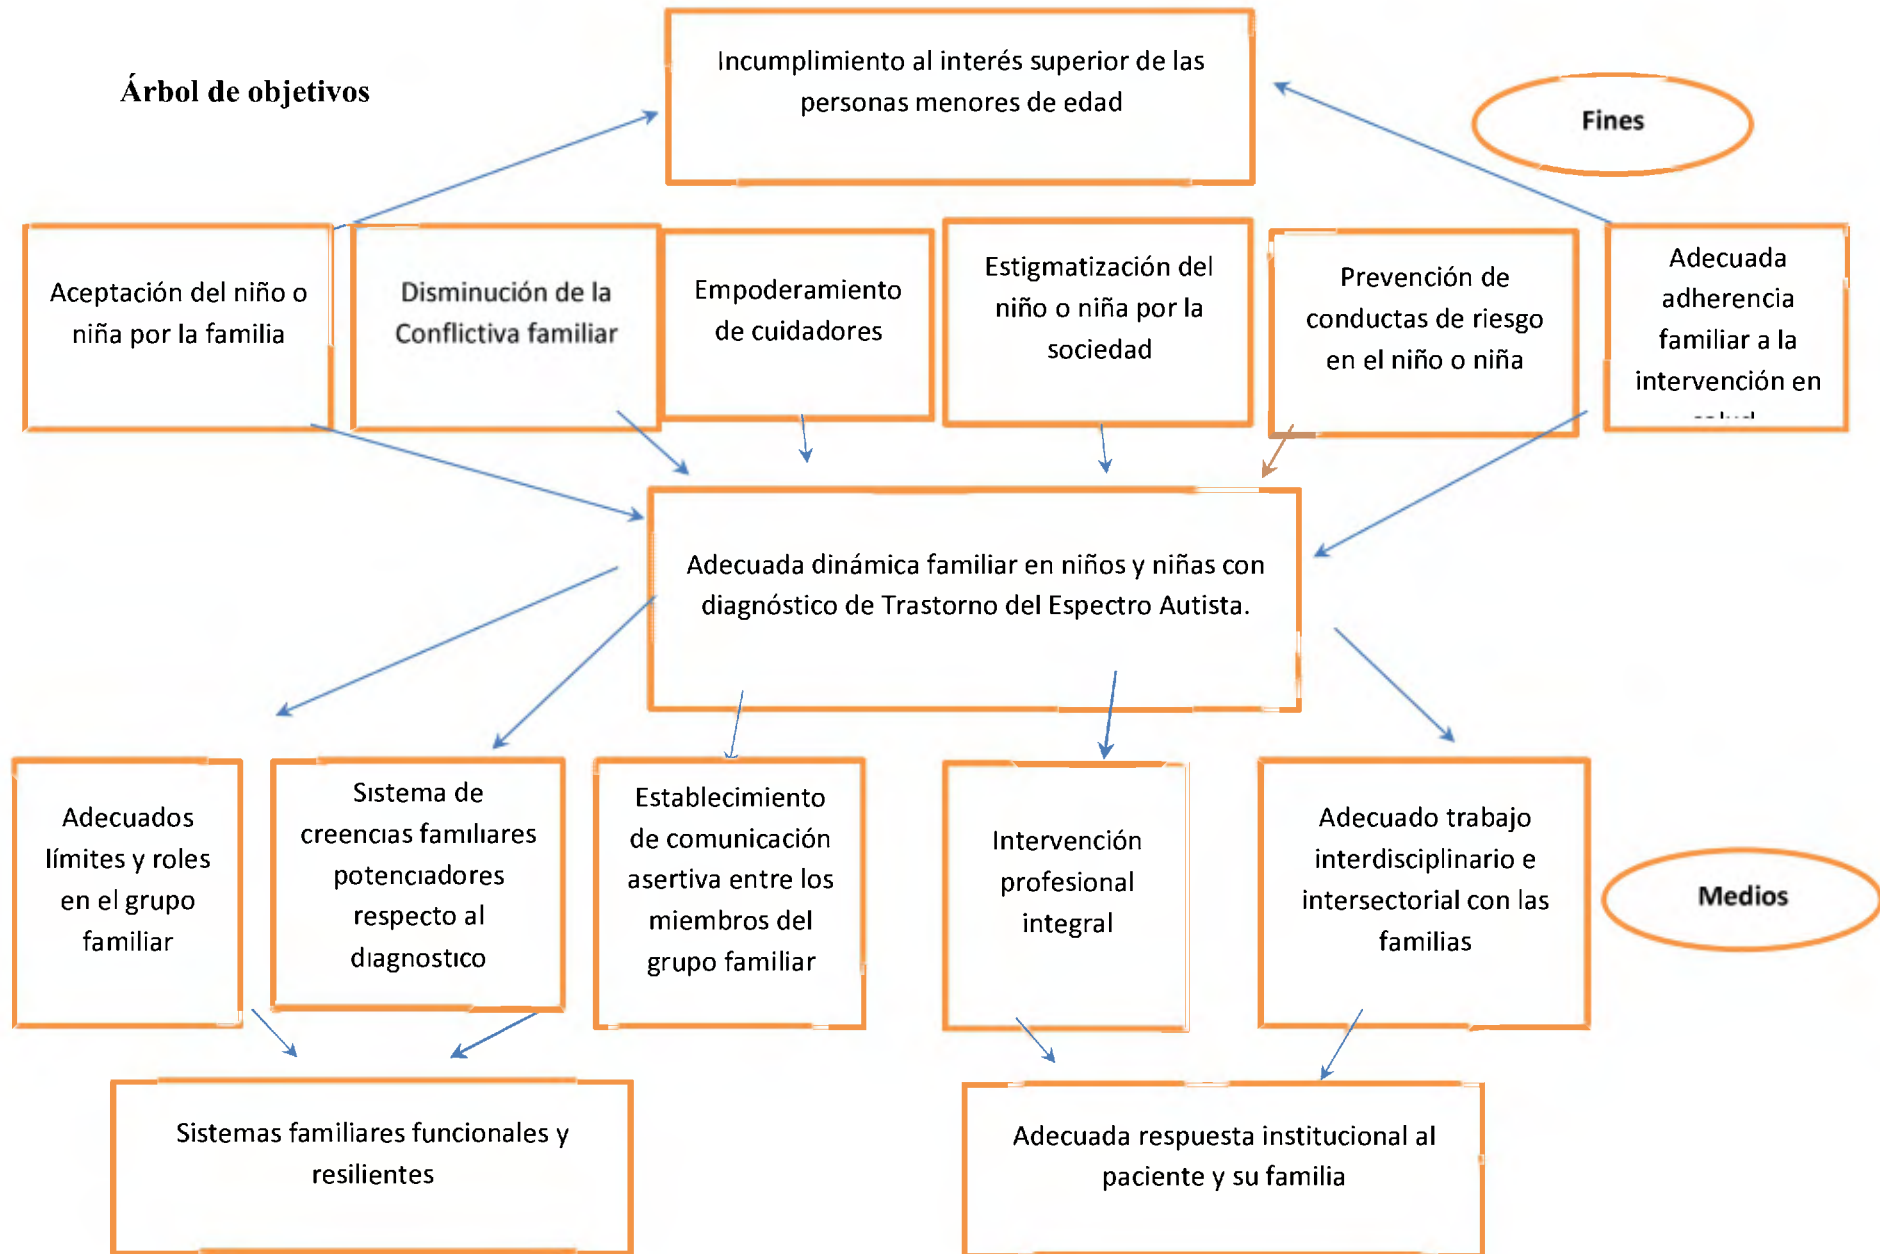 Árbol de objetivos
Incumplimiento al interés superior de las
personas menores de edad
Fines
Aceptación del niño o
niña por la familia
Disminución de la
Conflictiva familiar
Empoderamiento
de cuidadores
Estigmatización del
niño o niña por la
sociedad
Prevención de
conductas de riesgo
en el niño o niña
Adecuada
adherencia
familiar a la
intervención en
Adecuada dinámica familiar en niños y niñas con
diagnóstico de Trastorno del Espectro Autista.
Adecuados
límites y roles
en el grupo
familiar
Sistema de
creencias familiares
potenciadores
respecto al
diagnostico
Establecimiento
de comunicación
asertiva entre los
miembros del
grupo familiar
Intervención
profesional
integral
Adecuado trabajo
interdisciplinario e
intersectorial con las
familias
Medios
Sistemas familiares funcionales y
resilientes
Adecuada respuesta institucional al
paciente y su familia